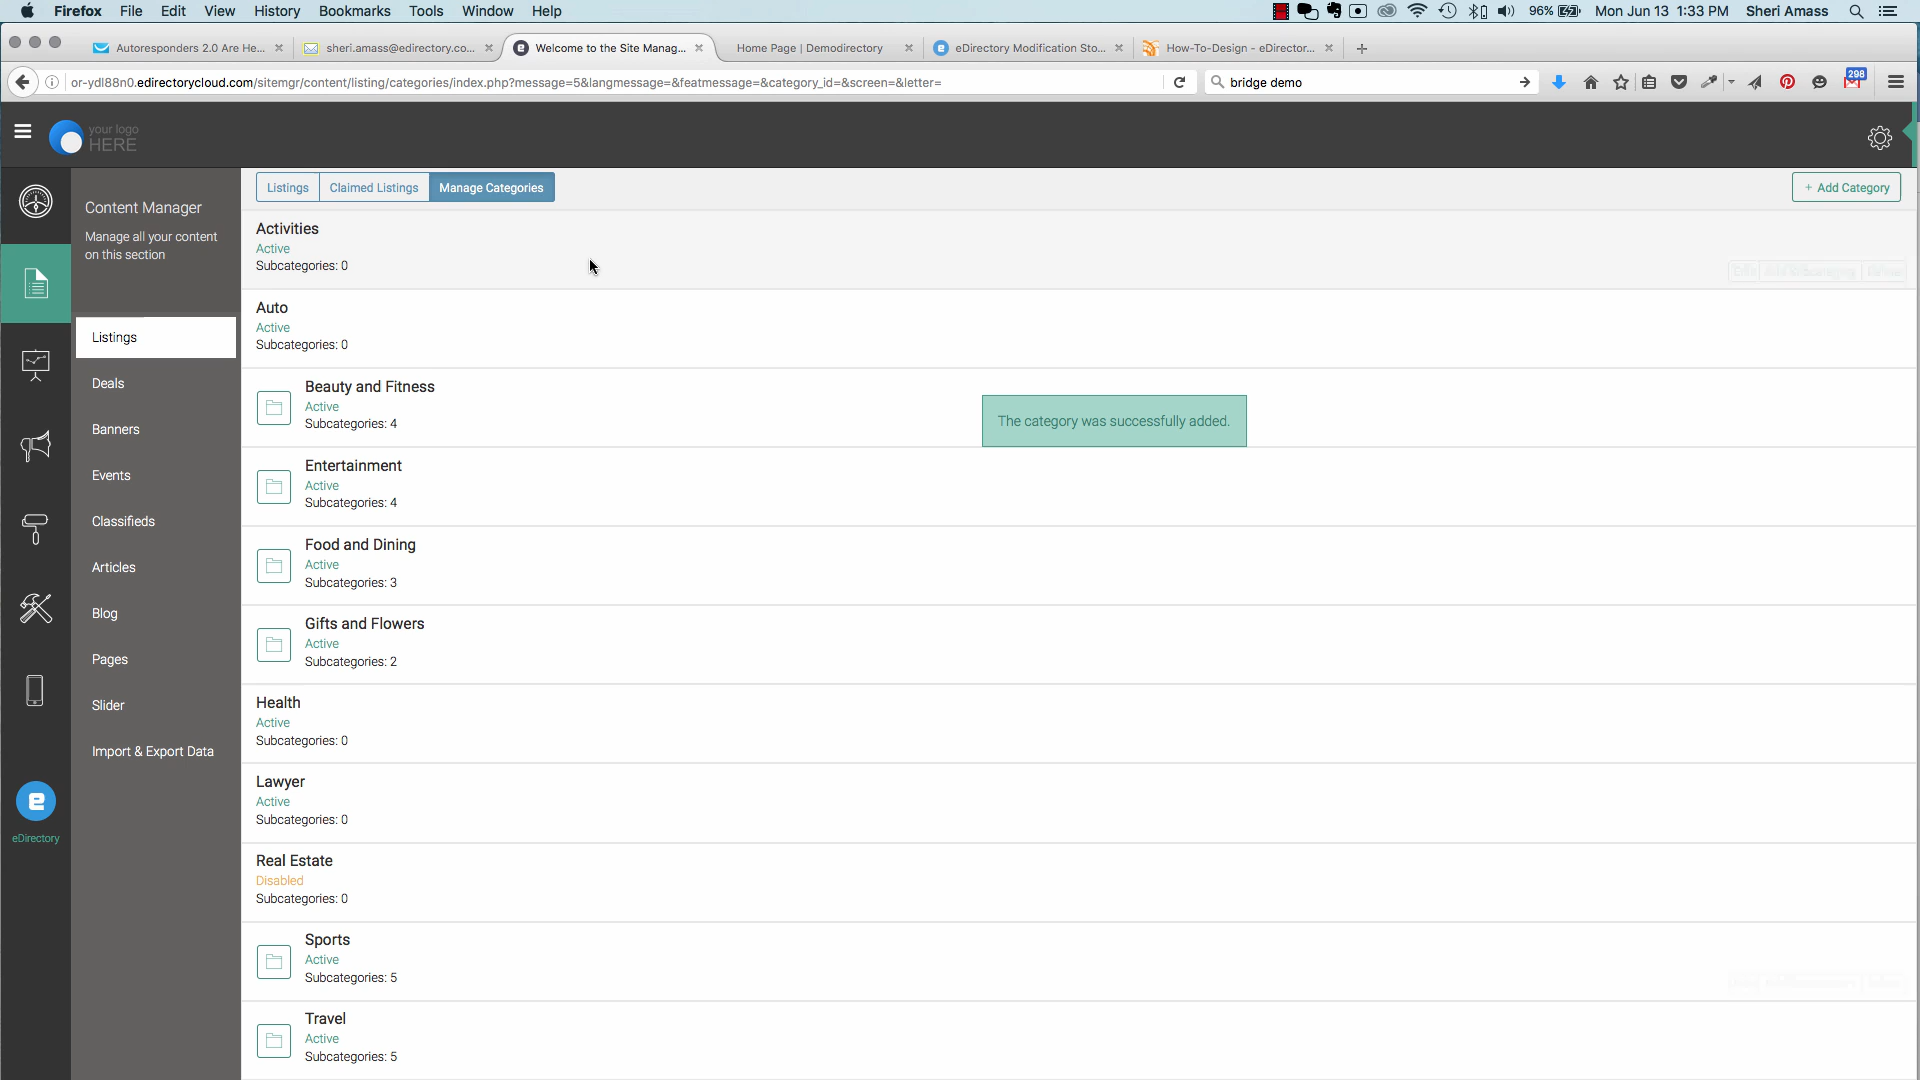 Firefox File Edit View History Bookmarks Tools Window Help 96% Mon Jun 13 1:33 PM Sheri Amass
Autoresponders 2.0 Are He... sheri.amass@edirectory.co... Welcome to the Site Manag... Home Page | Demodirectory eDirectory Modification Sto... How-To-Design - eDirector...
or-ydl88n0.edirectorycloud.com/sitemgr/content/listing/categories/index.php?message=5&langmessage=&featmessage=&category_id=&screen=&letter= bridge demo 298
your logo
HERE
Content Manager
Manage all your content
on this section
Listings
Deals
Banners
Events
Classifieds
Articles
Blog
Pages
Slider
Import & Export Data
eDirectory
Listings Claimed Listings Manage Categories + Add Category
Activities
Active
Subcategories: 0
Auto
Active
Subcategories: 0
Beauty and Fitness
Active
Subcategories: 4
The category was successfully added.
Entertainment
Active
Subcategories: 4
Food and Dining
Active
Subcategories: 3
Gifts and Flowers
Active
Subcategories: 2
Health
Active
Subcategories: 0
Lawyer
Active
Subcategories: 0
Real Estate
Disabled
Subcategories: 0
Sports
Active
Subcategories: 5
Travel
Active
Subcategories: 5